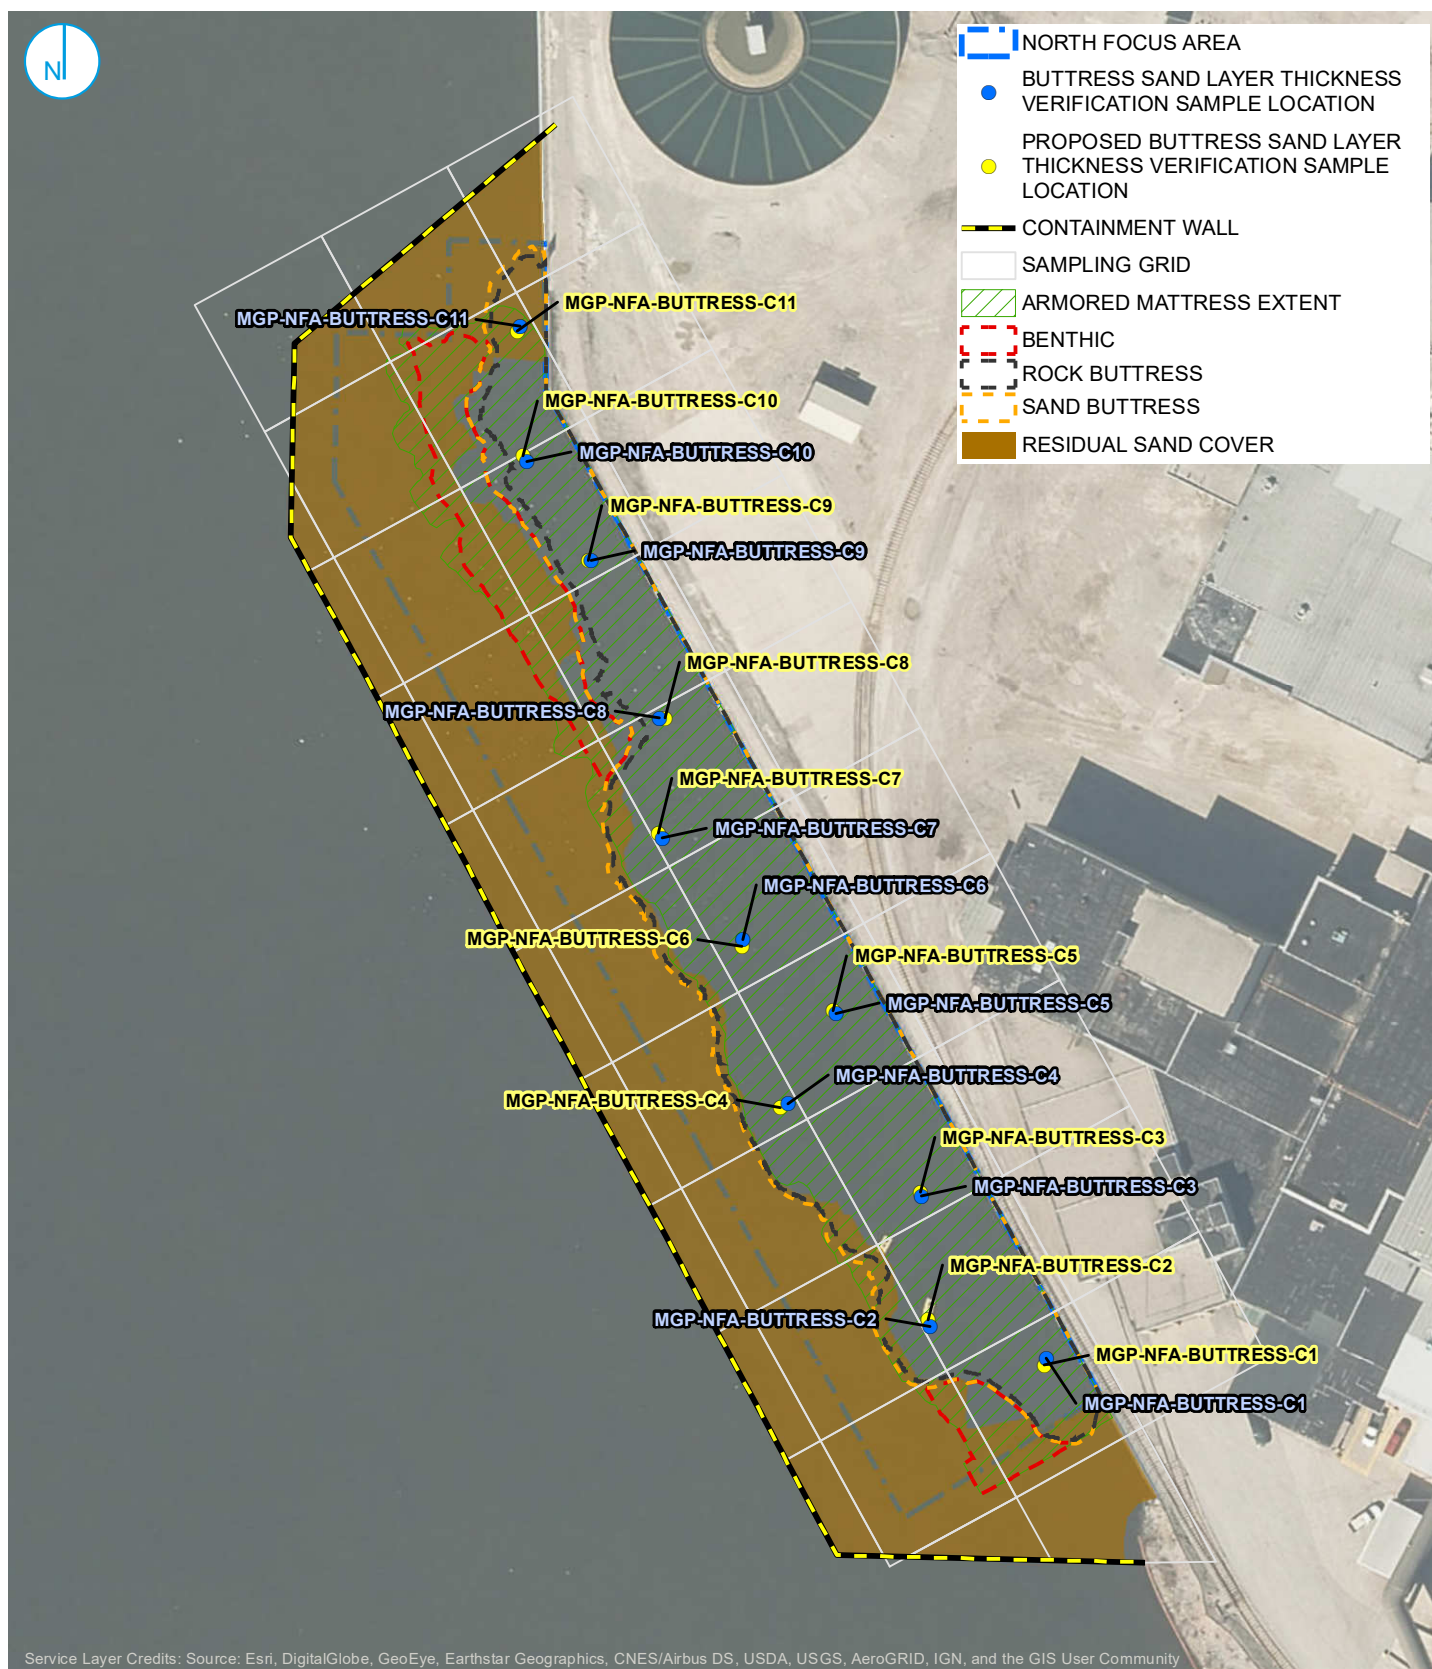 N
NORTH FOCUS AREA
BUTTRESS SAND LAYER THICKNESS
VERIFICATION SAMPLE LOCATION
PROPOSED BUTTRESS SAND LAYER
THICKNESS VERIFICATION SAMPLE
LOCATION
CONTAINMENT WALL
SAMPLING GRID
ARMORED MATTRESS EXTENT
BENTHIC
ROCK BUTTRESS
SAND BUTTRESS
RESIDUAL SAND COVER
MGP-NFA-BUTTRESS-C11
MGP-NFA-BUTTRESS-C11
MGP-NFA-BUTTRESS-C10
MGP-NFA-BUTTRESS-C10
MGP-NFA-BUTTRESS-C9
MGP-NFA-BUTTRESS-C9
MGP-NFA-BUTTRESS-C8
MGP-NFA-BUTTRESS-C8
MGP-NFA-BUTTRESS-C7
MGP-NFA-BUTTRESS-C7
MGP-NFA-BUTTRESS-C6
MGP-NFA-BUTTRESS-C6
MGP-NFA-BUTTRESS-C5
MGP-NFA-BUTTRESS-C5
MGP-NFA-BUTTRESS-C4
MGP-NFA-BUTTRESS-C4
MGP-NFA-BUTTRESS-C3
MGP-NFA-BUTTRESS-C3
MGP-NFA-BUTTRESS-C2
MGP-NFA-BUTTRESS-C2
MGP-NFA-BUTTRESS-C1
MGP-NFA-BUTTRESS-C1
Service Layer Credits: Source: Esri, DigitalGlobe, GeoEye, Earthstar Geographics, CNES/Airbus DS, USDA, USGS, AeroGRID, IGN, and the GIS User Community